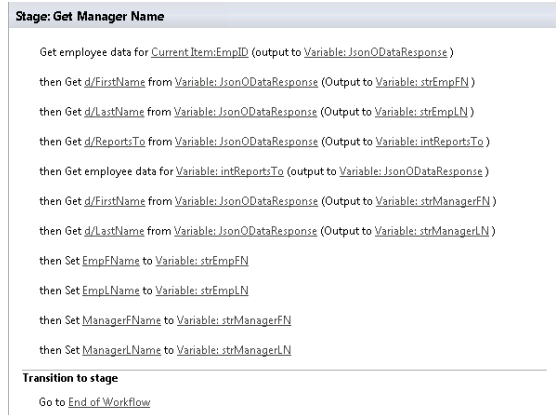 Stage: Get Manager Name
Get employee data for Current Item:EmpID (output to Variable: JsonODataResponse )
then Get d/FirstName from Variable: JsonODataResponse (Output to Variable: strEmpFN )
then Get d/LastName from Variable: JsonODataResponse (Output to Variable: strEmpLN )
then Get d/ReportsTo from Variable: JsonODataResponse (Output to Variable: intReportsTo )
then Get employee data for Variable: intReportsTo (output to Variable: JsonODataResponse )
then Get d/FirstName from Variable: JsonODataResponse (Output to Variable: strManagerFN )
then Get d/LastName from Variable: JsonODataResponse (Output to Variable: strManagerLN )
then Set EmpFName to Variable: strEmpFN
then Set EmpLName to Variable: strEmpLN
then Set ManagerFName to Variable: strManagerFN
then Set ManagerLName to Variable: strManagerLN
Transition to stage
Go to End of Workflow